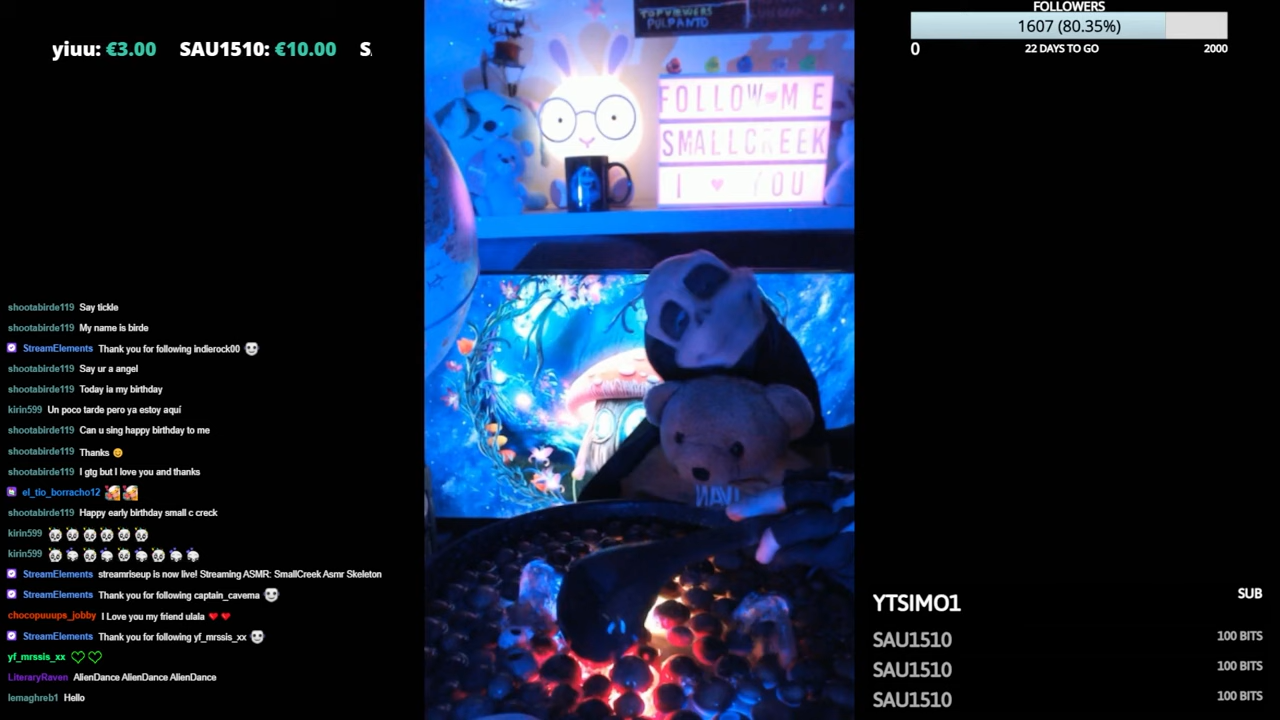 yiuu: €3.00 SAU1510: €10.00 S
shootabirde119 Say tickle
shootabirde119 My name is birde
StreamElements Thank you for following indierock00
shootabirde119 Say ur a angel
shootabirde119 Today ia my birthday
kirin599 Un poco tarde pero ya estoy aquí
shootabirde119 Can u sing happy birthday to me
shootabirde119 Thanks
shootabirde119 I gtg but I love you and thanks
el_tio_borracho12
shootabirde119 Happy early birthday small c creck
kirin599
kirin599
StreamElements streamriseup is now live! Streaming ASMR: SmallCreek Asmr Skeleton
StreamElements Thank you for following captain_caverna
chocopuuups_jobby I Love you my friend ulala
StreamElements Thank you for following yf_mrssis_xx
yf_mrssis_xx
LiteraryRaven AlienDance AlienDance AlienDance
lemaghreb1 Hello
TOPVIEWERS
PULPANTO
FOLLOW ♥ ME
SMALLCREEK
I ♥ YOU
FOLLOWERS
1607 (80.35%)
0 22 DAYS TO GO 2000
YTSIMO1 SUB
SAU1510 100 BITS
SAU1510 100 BITS
SAU1510 100 BITS